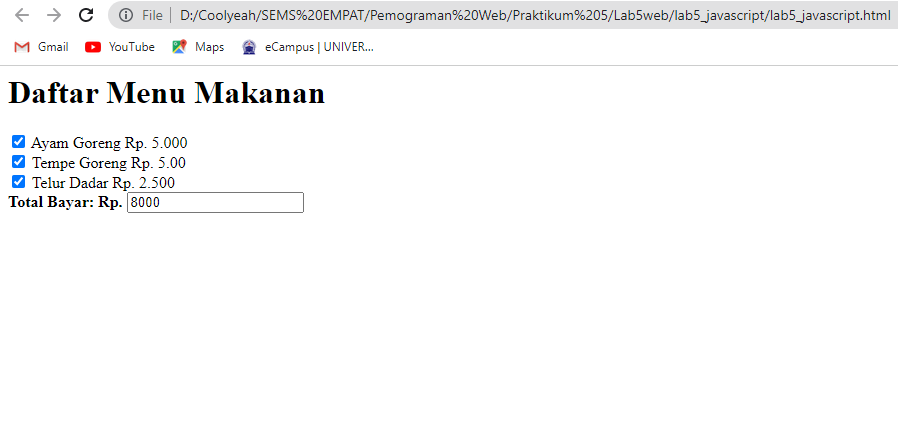 File D:/Coolyeah/SEMS%20EMPAT/Pemograman%20Web/Praktikum%205/Lab5web/lab5_javascript/lab5_javascript.html
Gmail YouTube Maps eCampus | UNIVER...
Daftar Menu Makanan
Ayam Goreng Rp. 5.000
Tempe Goreng Rp. 5.00
Telur Dadar Rp. 2.500
Total Bayar: Rp. 8000